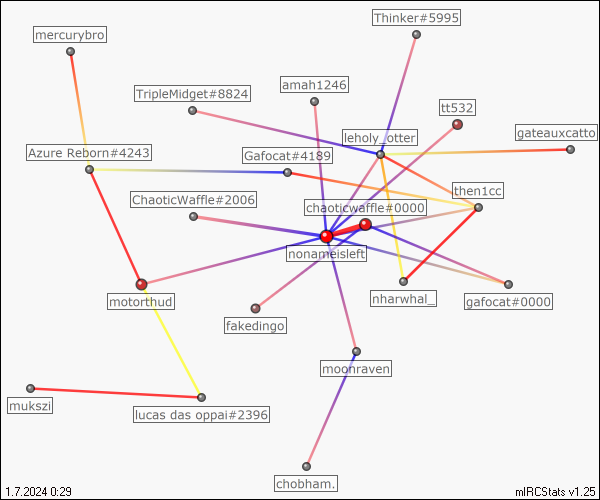 Thinker#5995
mercurybro
amah1246
TripleMidget#8824
tt532
gateauxcatto
leholy_otter
Azure Reborn#4243
Gafocat#4189
then1cc
ChaoticWaffle#2006
chaoticwaffle#0000
nonameisleft
motorthud
nharwhal_
gafocat#0000
fakedingo
moonraven
mukszi
lucas das oppai#2396
chobham.
1.7.2024 0:29
mIRCStats v1.25